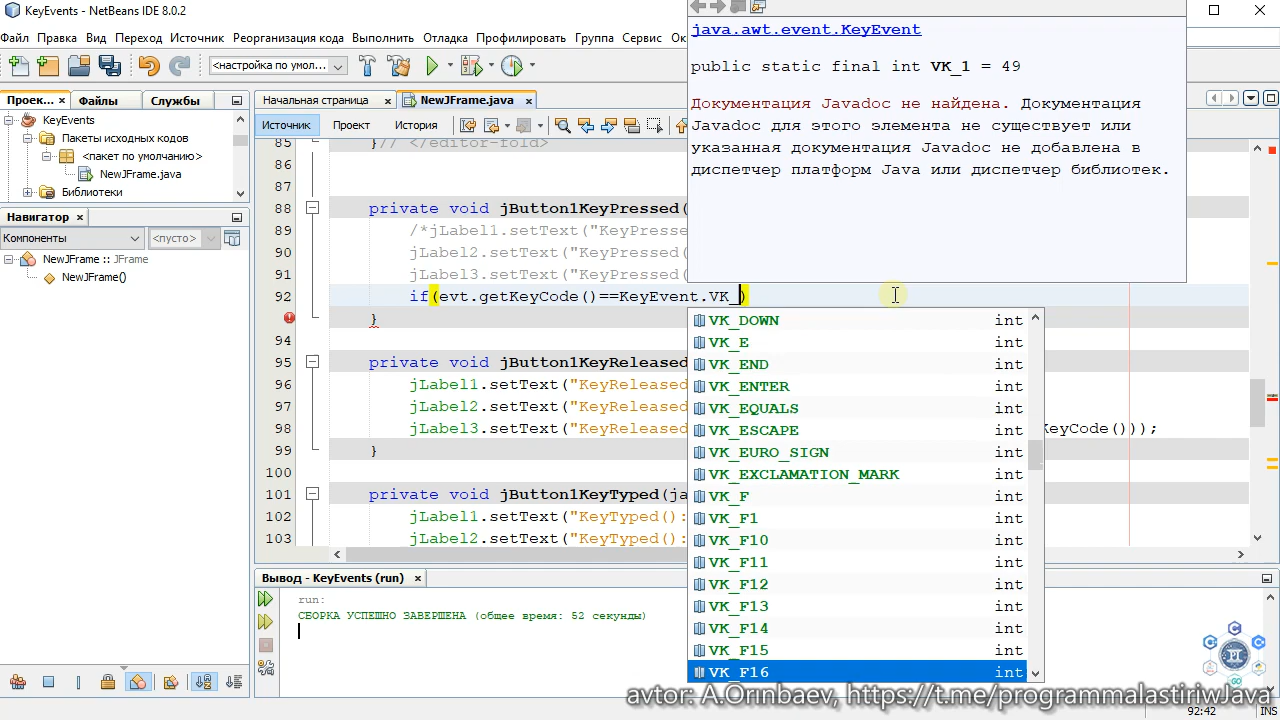 KeyEvents - NetBeans IDE 8.0.2
Файл Правка Вид Переход Источник Реорганизация кода Выполнить Отладка Профилировать Группа Сервис
<настройка по умол...
Проек... Файлы Службы
KeyEvents
Пакеты исходных кодов
<пакет по умолчанию>
NewJFrame.java
Библиотеки
Навигатор
Компоненты <пусто>
NewJFrame :: JFrame
NewJFrame()
Начальная страница NewJFrame.java
Источник Проект История
85 }// </editor-fold>
86
87
88 private void jButton1KeyPressed(
89 /*jLabel1.setText("KeyPresse
90 jLabel2.setText("KeyPressed(
91 jLabel3.setText("KeyPressed(
92 if(evt.getKeyCode()==KeyEvent.VK_)
}
94
95 private void jButton1KeyReleased
96 jLabel1.setText("KeyReleased
97 jLabel2.setText("KeyReleased
98 jLabel3.setText("KeyReleased KeyCode()));
99 }
100
101 private void jButton1KeyTyped(ja
102 jLabel1.setText("KeyTyped():
103 jLabel2.setText("KeyTyped():
java.awt.event.KeyEvent
public static final int VK_1 = 49
Документация Javadoc не найдена. Документация
Javadoc для этого элемента не существует или
указанная документация Javadoc не добавлена в
диспетчер платформ Java или диспетчер библиотек.
VK_DOWN int
VK_E int
VK_END int
VK_ENTER int
VK_EQUALS int
VK_ESCAPE int
VK_EURO_SIGN int
VK_EXCLAMATION_MARK int
VK_F int
VK_F1 int
VK_F10 int
VK_F11 int
VK_F12 int
VK_F13 int
VK_F14 int
VK_F15 int
VK_F16 int
Вывод - KeyEvents (run)
run:
СБОРКА УСПЕШНО ЗАВЕРШЕНА (общее время: 52 секунды)
avtor: A.Orinbaev, https://t.me/programmalastiriwJava
92:42 INS